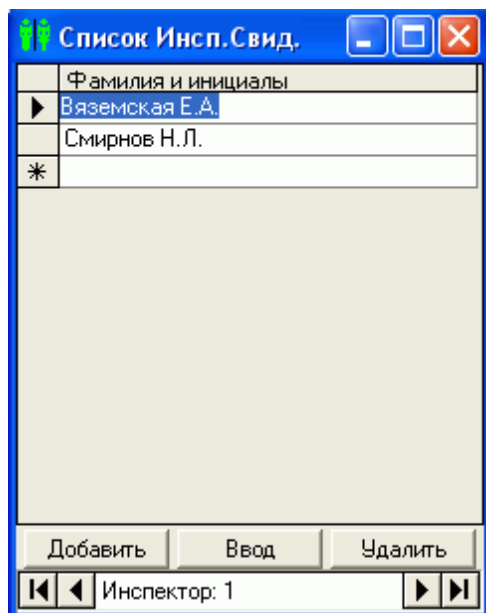 Список Инсп.Свид.
Фамилия и инициалы
Вяземская Е.А.
Смирнов Н.Л.
Добавить Ввод Удалить
Инспектор: 1